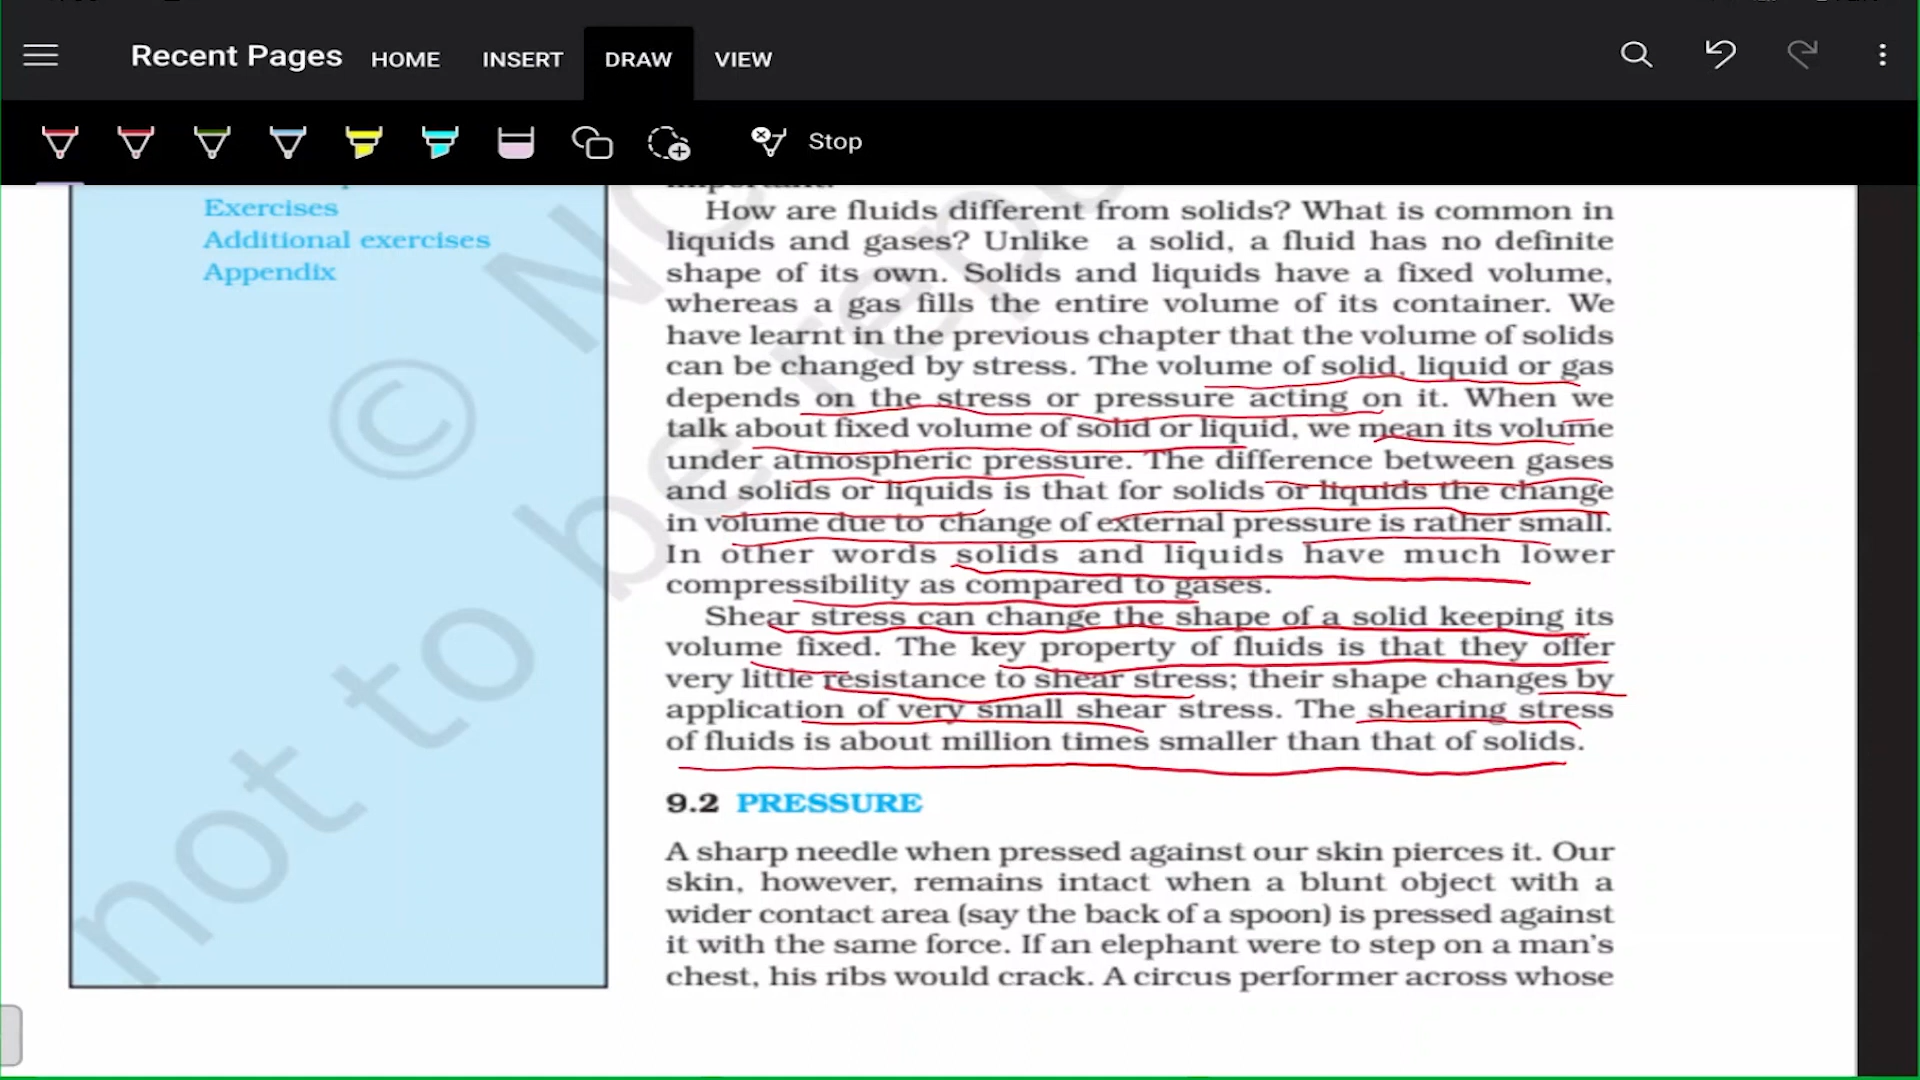 Recent Pages HOME INSERT DRAW VIEW
Stop
important.
Exercises
Additional exercises
Appendix
How are fluids different from solids? What is common in
liquids and gases? Unlike a solid, a fluid has no definite
shape of its own. Solids and liquids have a fixed volume,
whereas a gas fills the entire volume of its container. We
have learnt in the previous chapter that the volume of solids
can be changed by stress. The volume of solid, liquid or gas
depends on the stress or pressure acting on it. When we
talk about fixed volume of solid or liquid, we mean its volume
under atmospheric pressure. The difference between gases
and solids or liquids is that for solids or liquids the change
in volume due to change of external pressure is rather small.
In other words solids and liquids have much lower
compressibility as compared to gases.
Shear stress can change the shape of a solid keeping its
volume fixed. The key property of fluids is that they offer
very little resistance to shear stress; their shape changes by
application of very small shear stress. The shearing stress
of fluids is about million times smaller than that of solids.
9.2 PRESSURE
A sharp needle when pressed against our skin pierces it. Our
skin, however, remains intact when a blunt object with a
wider contact area (say the back of a spoon) is pressed against
it with the same force. If an elephant were to step on a man’s
chest, his ribs would crack. A circus performer across whose
© NC
not to be rep